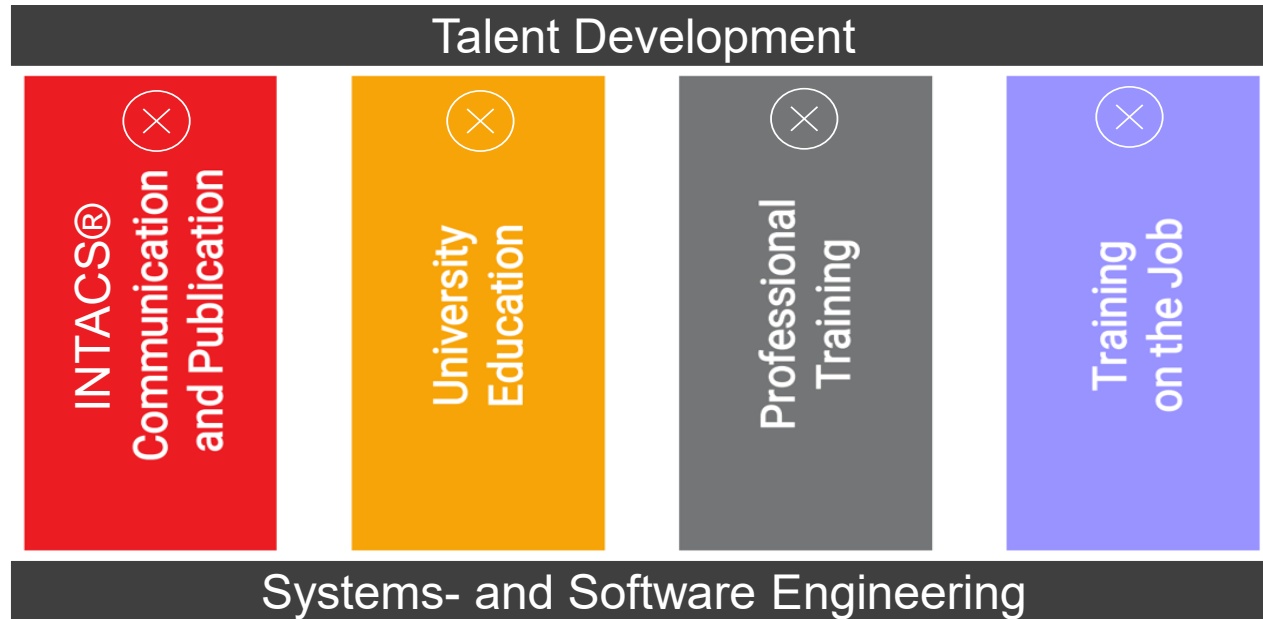 Talent Development
INTACS®
Communication
and Publication
University
Education
Professional
Training
Training
on the Job
Systems- and Software Engineering